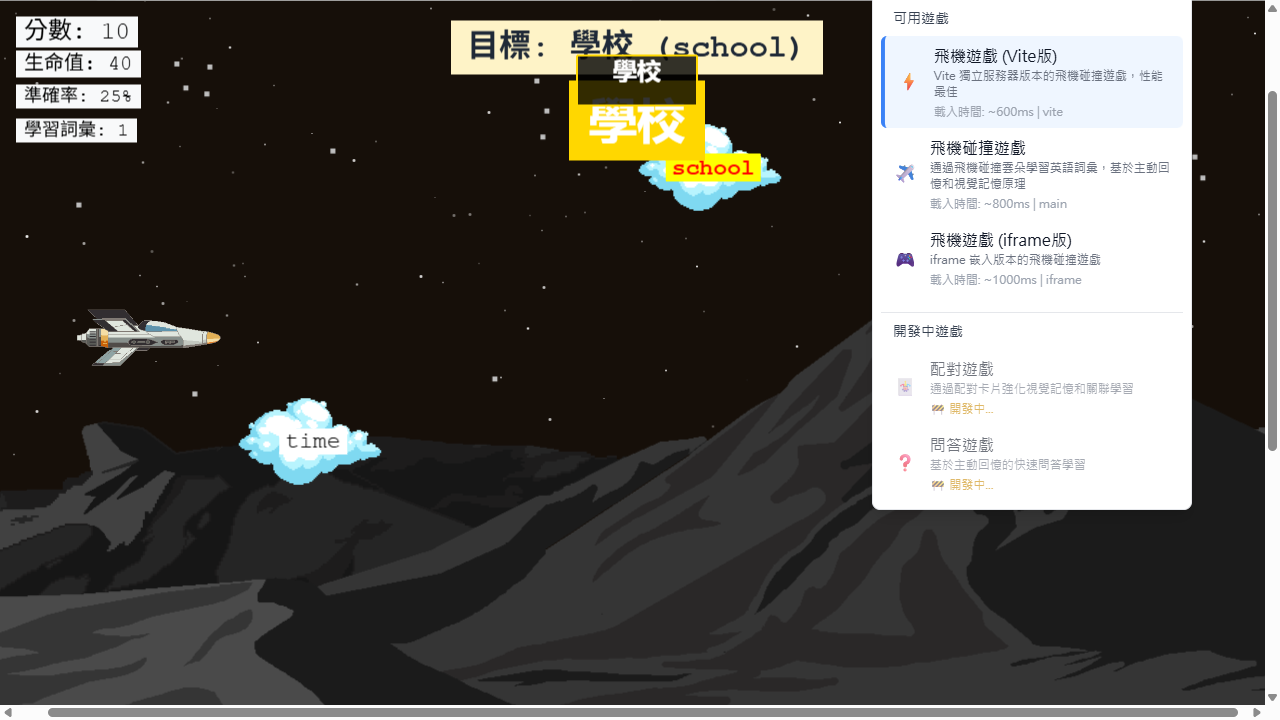 分數: 10
生命值: 40
準確率: 25%
學習詞彙: 1
目標: 學校 (school)
學校
學校
school
time
可用遊戲
飛機遊戲 (Vite版)
Vite 獨立服務器版本的飛機碰撞遊戲，性能
最佳
載入時間: ~600ms | vite
飛機碰撞遊戲
通過飛機碰撞雲朵學習英語詞彙，基於主動回
憶和視覺記憶原理
載入時間: ~800ms | main
飛機遊戲 (iframe版)
iframe 嵌入版本的飛機碰撞遊戲
載入時間: ~1000ms | iframe
開發中遊戲
配對遊戲
通過配對卡片強化視覺記憶和關聯學習
開發中...
問答遊戲
基於主動回憶的快速問答學習
開發中...